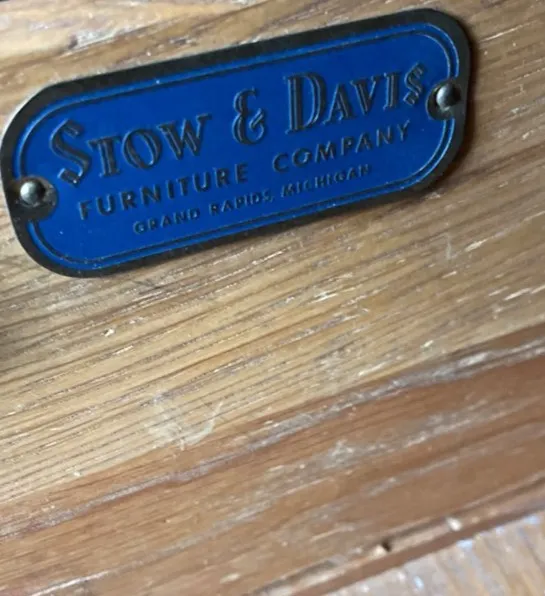 STOW & DAVIS
FURNITURE COMPANY
GRAND RAPIDS, MICHIGAN